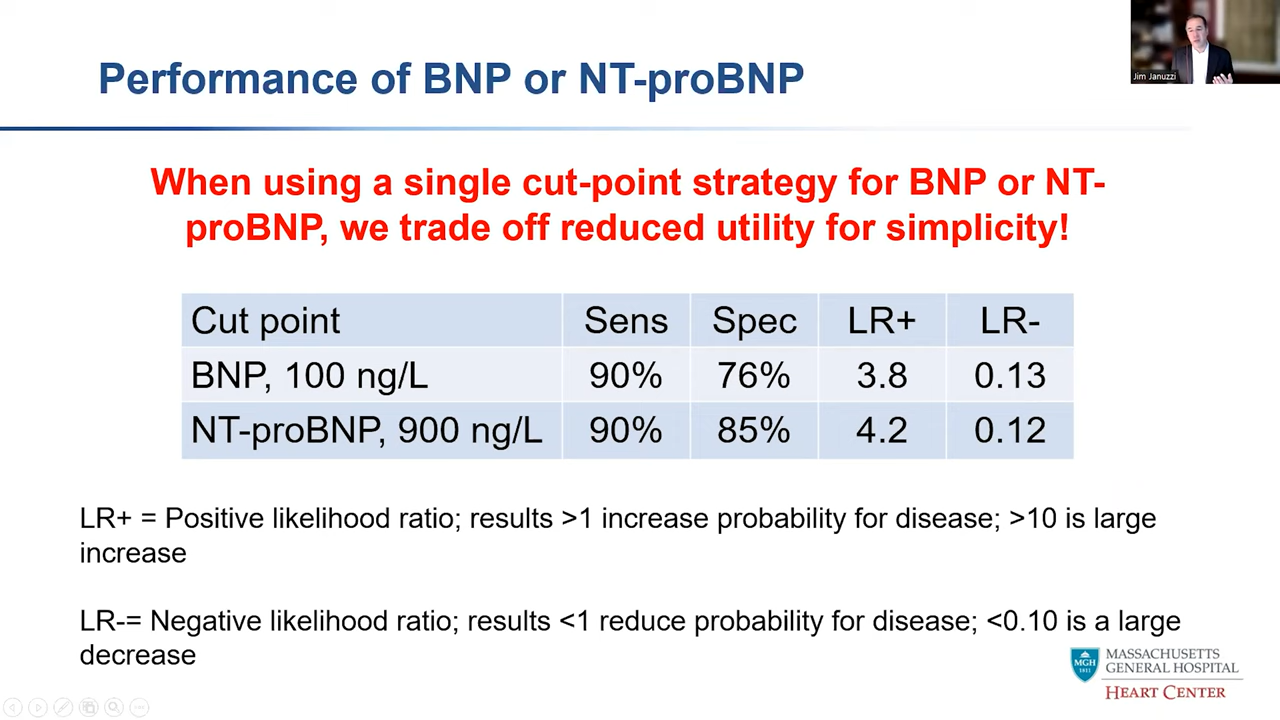 Performance of BNP or NT-proBNP
Jim Januzzi
When using a single cut-point strategy for BNP or NT-
proBNP, we trade off reduced utility for simplicity!
Cut point Sens Spec LR+ LR-
BNP, 100 ng/L 90% 76% 3.8 0.13
NT-proBNP, 900 ng/L 90% 85% 4.2 0.12
LR+ = Positive likelihood ratio; results >1 increase probability for disease; >10 is large
increase
LR-= Negative likelihood ratio; results <1 reduce probability for disease; <0.10 is a large
decrease
MGH
1811
MASSACHUSETTS
GENERAL HOSPITAL
HEART CENTER